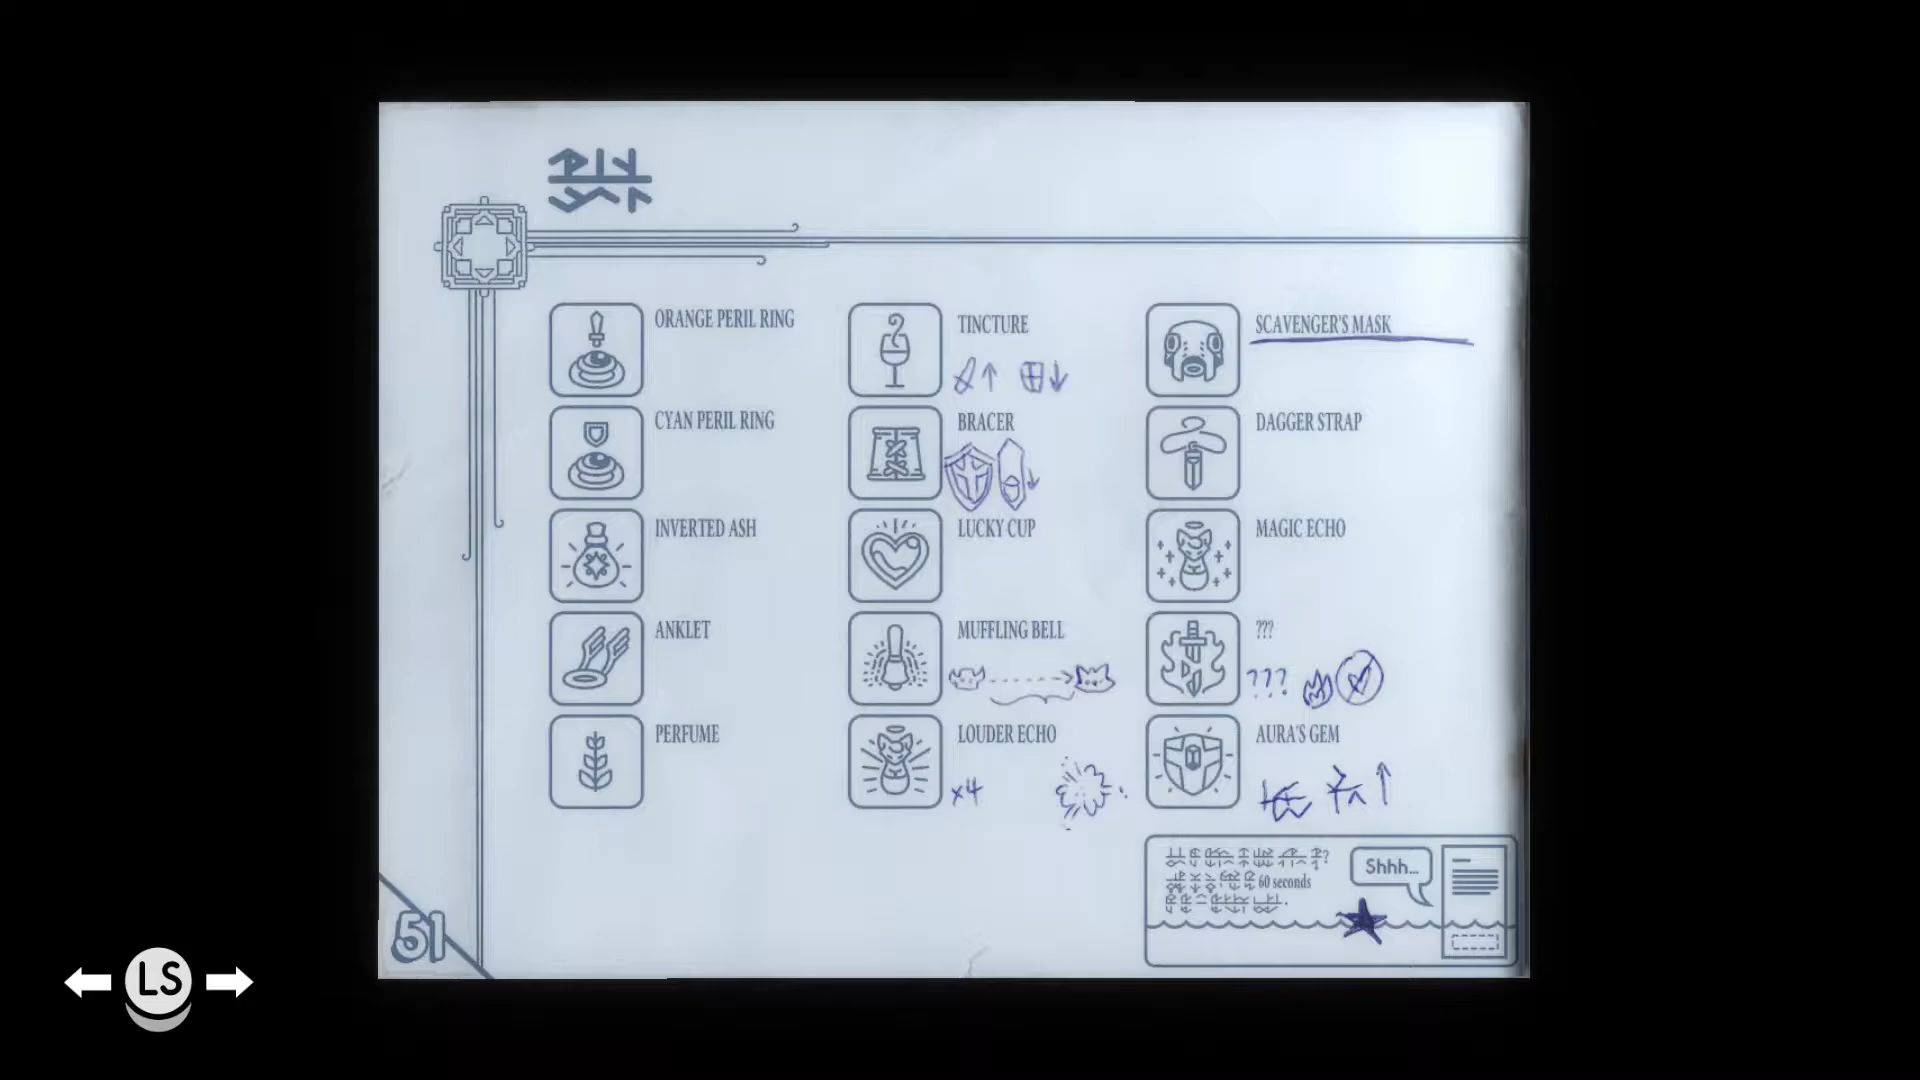 ORANGE PERIL RING
CYAN PERIL RING
INVERTED ASH
ANKLET
PERFUME
TINCTURE
BRACER
LUCKY CUP
MUFFLING BELL
LOUDER ECHO
x4
SCAVENGER'S MASK
DAGGER STRAP
MAGIC ECHO
???
???
AURA'S GEM
60 seconds
Shhh...
51
LS